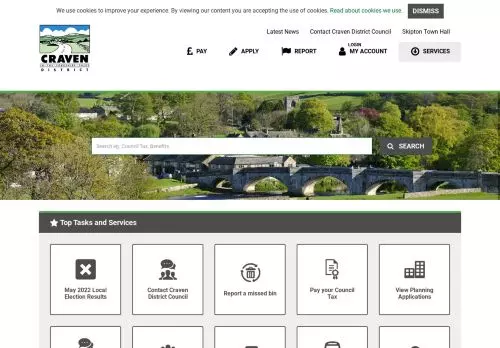 We use cookies to improve your experience. By viewing our content you are accepting the use of cookies. Read about cookies we use. DISMISS
Latest News Contact Craven District Council Skipton Town Hall
CRAVEN
DISTRICT
£ PAY
APPLY
REPORT
LOGIN
MY ACCOUNT
SERVICES
Search eg. Council Tax, Benefits
SEARCH
Top Tasks and Services
May 2022 Local
Election Results
Contact Craven
District Council
Report a missed bin
Pay your Council
Tax
View Planning
Applications